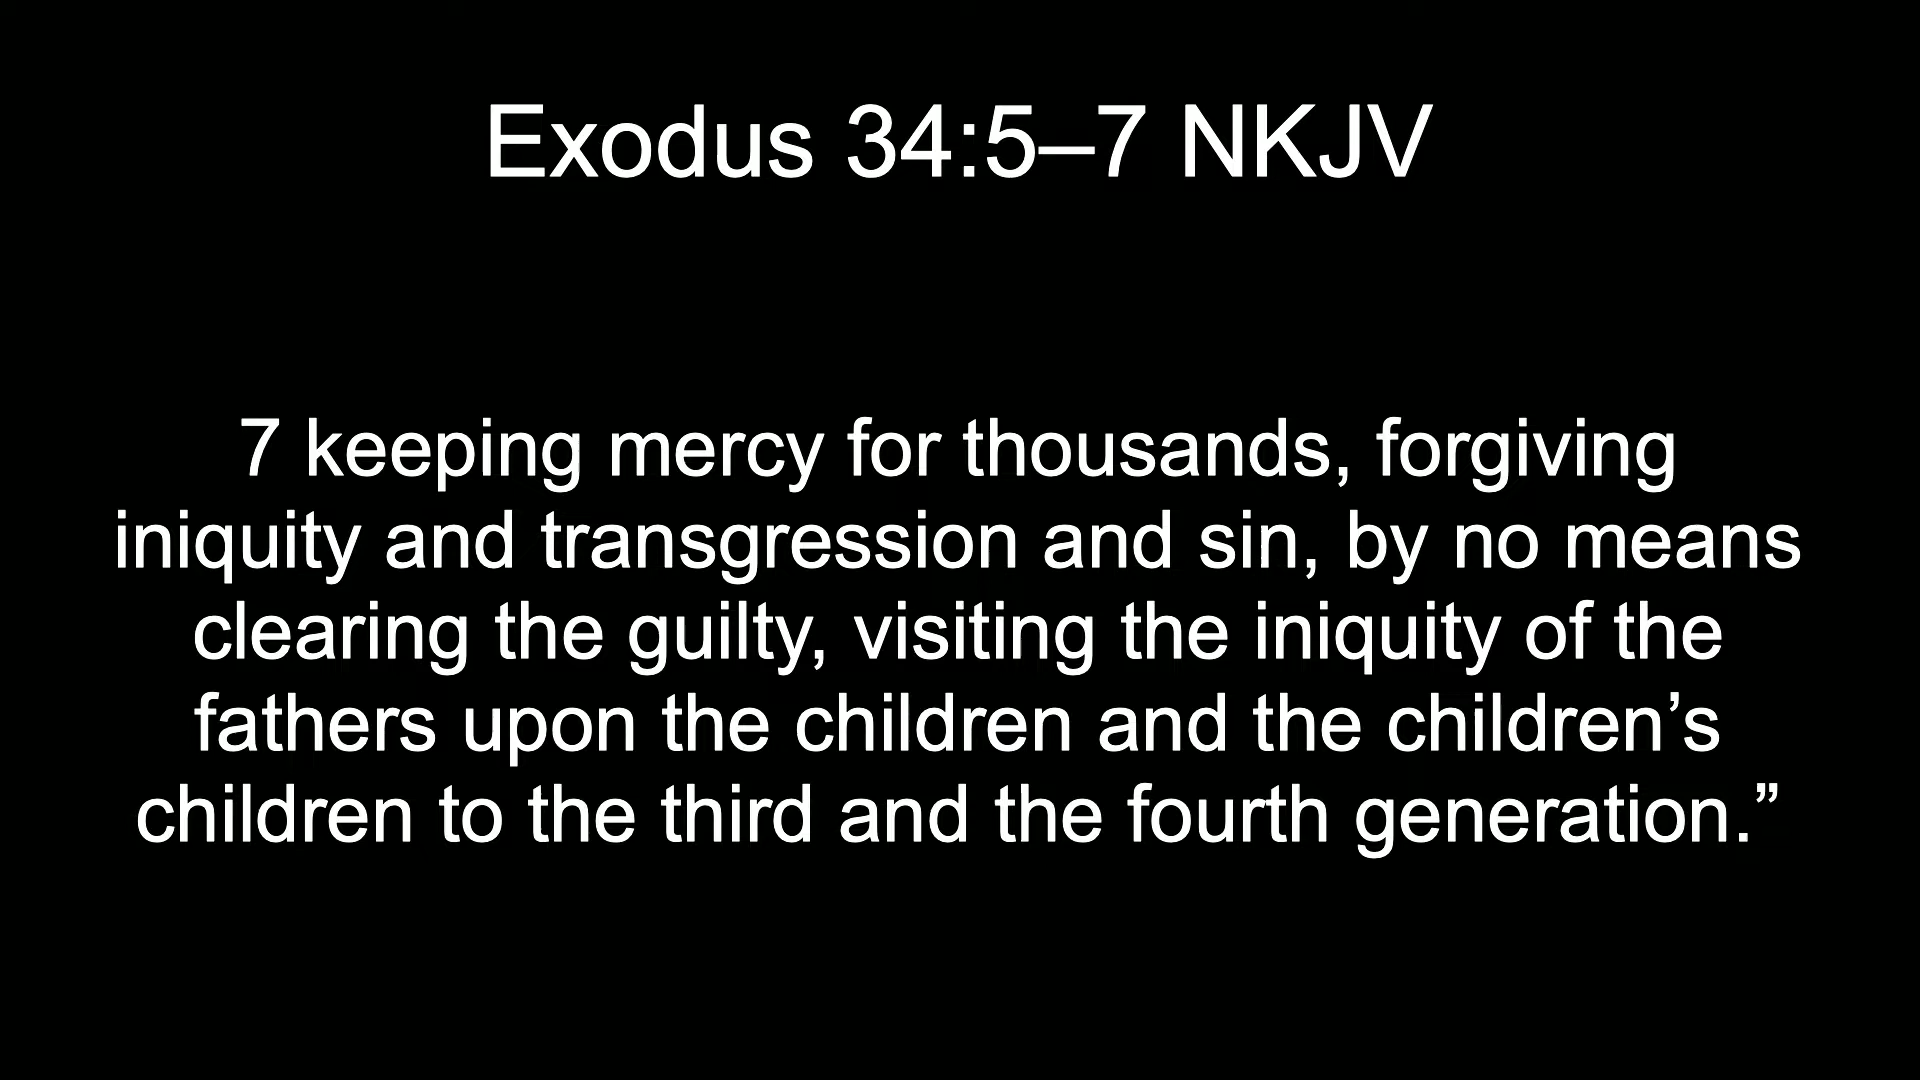 Exodus 34:5–7 NKJV
7 keeping mercy for thousands, forgiving
iniquity and transgression and sin, by no means
clearing the guilty, visiting the iniquity of the
fathers upon the children and the children’s
children to the third and the fourth generation.”